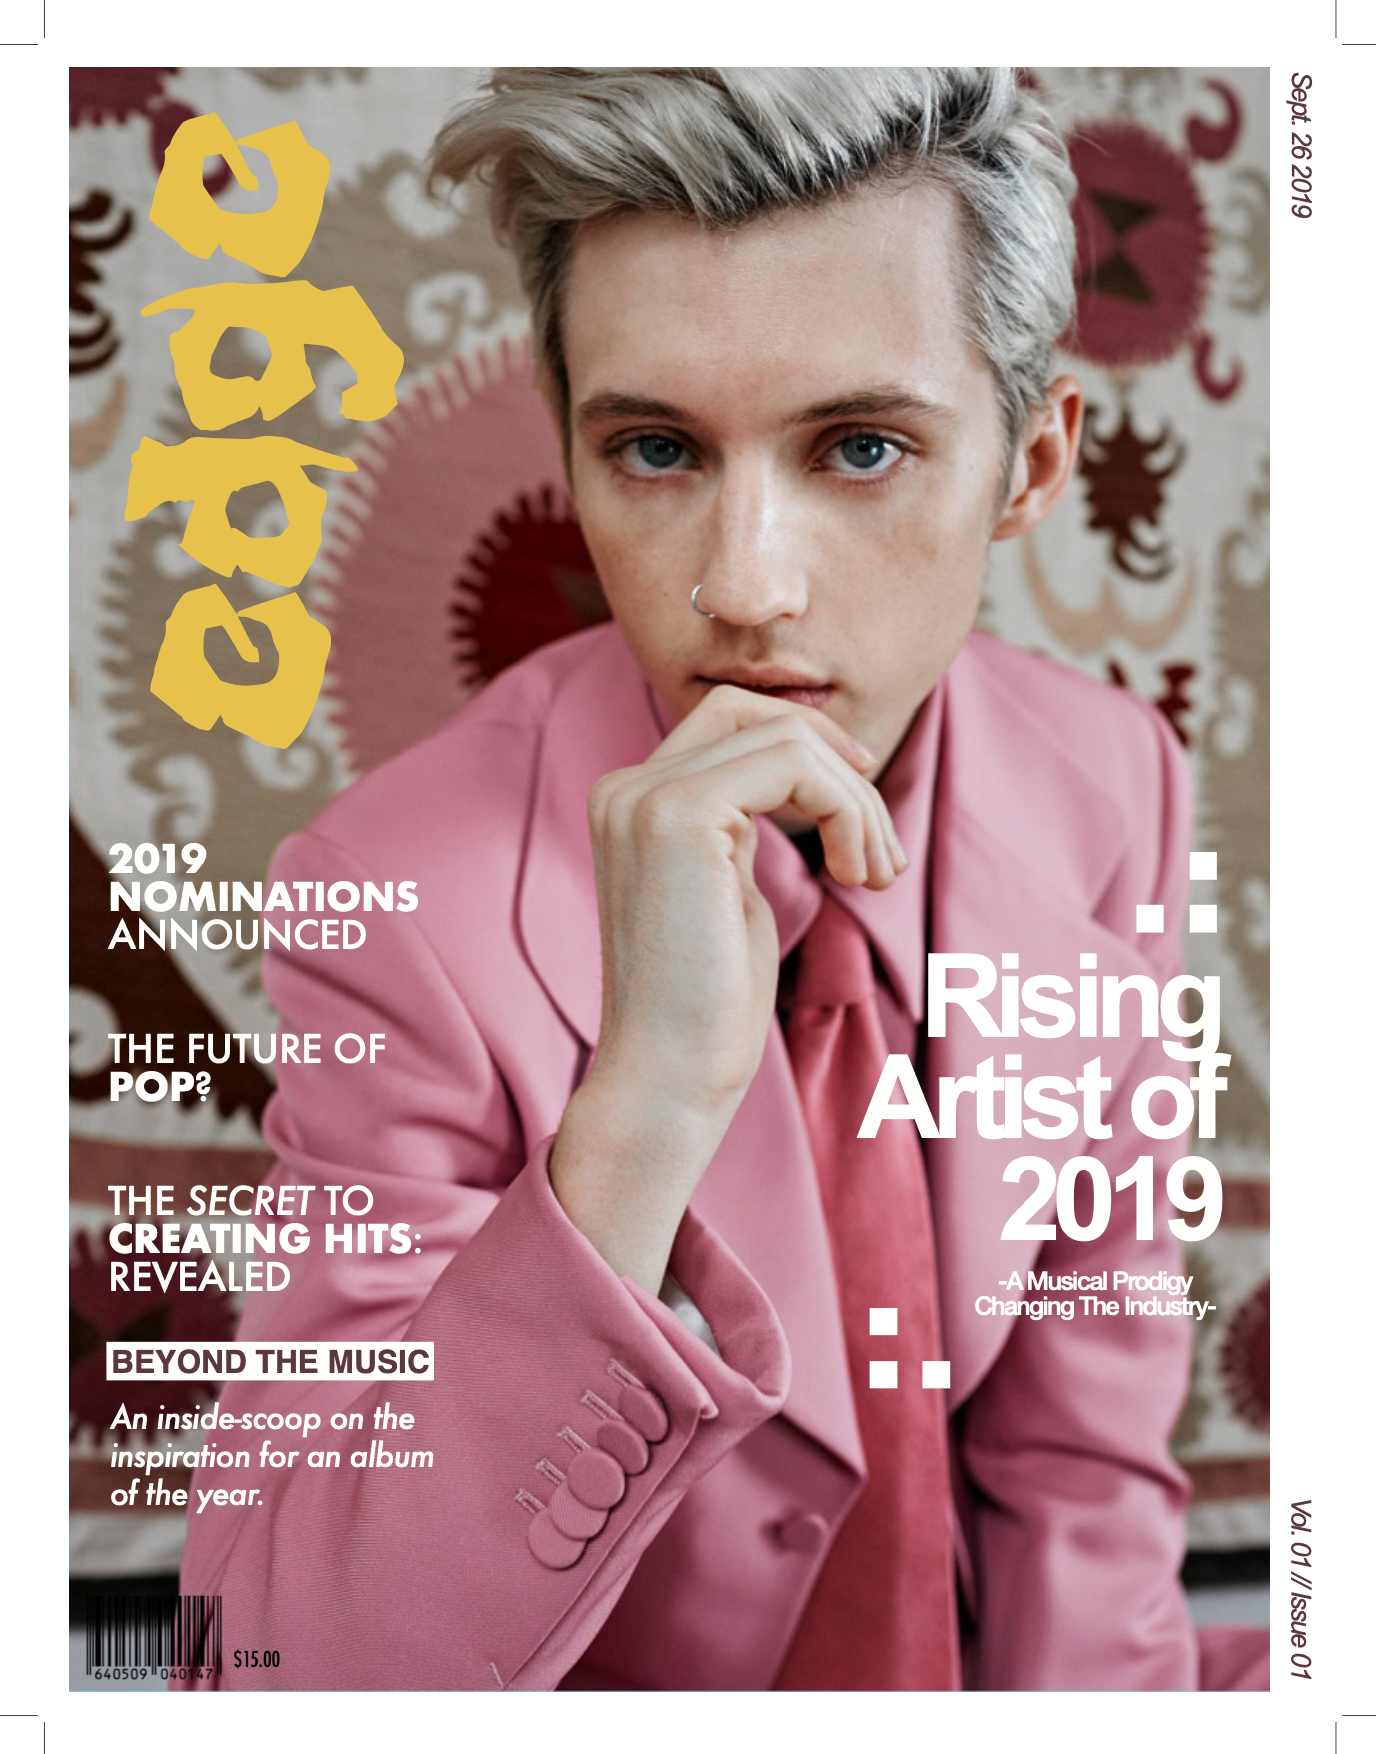 Sept. 26 2019
edge
2019
NOMINATIONS
ANNOUNCED
THE FUTURE OF
POP?
THE SECRET TO
CREATING HITS:
REVEALED
BEYOND THE MUSIC
An inside-scoop on the
inspiration for an album
of the year.
Rising
Artist of
2019
-A Musical Prodigy
Changing The Industry-
640509 040147
$15.00
Vol. 01 // Issue 01